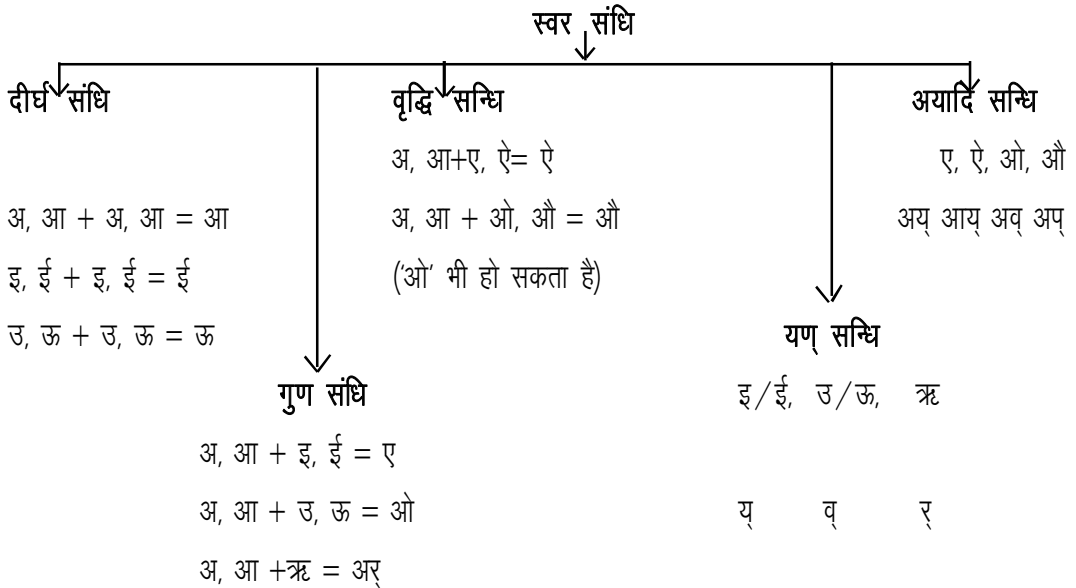 स्वर संधि
दीर्घ संधि
अ, आ + अ, आ = आ
इ, ई + इ, ई = ई
उ, ऊ + उ, ऊ = ऊ
गुण संधि
अ, आ + इ, ई = ए
अ, आ + उ, ऊ = ओ
अ, आ +ऋ = अर्
वृद्धि सन्धि
अ, आ+ए, ऐ= ऐ
अ, आ + ओ, औ = औ
('ओ' भी हो सकता है)
यण् सन्धि
इ/ई, उ/ऊ, ऋ
य् व् र्
अयादि सन्धि
ए, ऐ, ओ, औ
अय् आय् अव् अप्